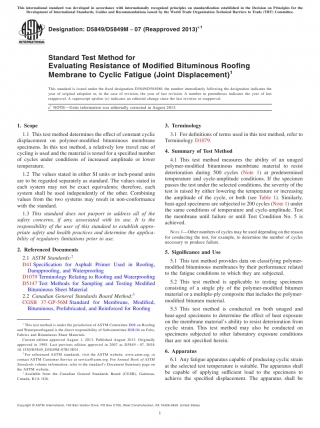 This international standard was developed in accordance with internationally recognized principles on standardization established in the Decision on Principles for the
Development of International Standards, Guides and Recommendations issued by the World Trade Organization Technical Barriers to Trade (TBT) Committee.
Designation: D5849/D5849M − 07 (Reapproved 2013)ε1
Standard Test Method for
Evaluating Resistance of Modified Bituminous Roofing
Membrane to Cyclic Fatigue (Joint Displacement)1
This standard is issued under the fixed designation D5849/D5849M; the number immediately following the designation indicates the
year of original adoption or, in the case of revision, the year of last revision. A number in parentheses indicates the year of last
reapproval. A superscript epsilon (ε) indicates an editorial change since the last revision or reapproval.
ε1 NOTE—Units information was editorially corrected in August 2013.
1. Scope
1.1 This test method determines the effect of constant cyclic
displacement on polymer-modified bituminous membrane
specimens. In this test method, a relatively low travel rate of
cycling is used and the material is tested for a specified number
of cycles under conditions of increased amplitude or lower
temperature.
1.2 The values stated in either SI units or inch-pound units
are to be regarded separately as standard. The values stated in
each system may not be exact equivalents; therefore, each
system shall be used independently of the other. Combining
values from the two systems may result in non-conformance
with the standard.
1.3 This standard does not purport to address all of the
safety concerns, if any, associated with its use. It is the
responsibility of the user of this standard to establish appro-
priate safety and health practices and determine the applica-
bility of regulatory limitations prior to use.
2. Referenced Documents
2.1 ASTM Standards:2
D41 Specification for Asphalt Primer Used in Roofing,
Dampproofing, and Waterproofing
D1079 Terminology Relating to Roofing and Waterproofing
D5147 Test Methods for Sampling and Testing Modified
Bituminous Sheet Material
2.2 Canadian General Standards Board Method:3
CGSB 37-GP-56M Standard for Membrane, Modified,
Bituminous, Prefabricated, and Reinforced for Roofing
1 This test method is under the jurisdiction of ASTM Committee D08 on Roofing
and Waterproofing and is the direct responsibility of Subcommittee D08.04 on Felts,
Fabrics and Bituminous Sheet Materials.
Current edition approved Aug. 1, 2013. Published August 2013. Originally
approved in 1995. Last previous edition approved in 2007 as D5849 – 07. DOI:
2 For referenced ASTM standards, visit the ASTM website, www.astm.org, or
contact ASTM Customer Service at service@astm.org. For Annual Book of ASTM
Standards volume information, refer to the standard's Document Summary page on
the ASTM website.
3 Available from the Canadian General Standards Board (CGSB), Gatineau,
Canada, K1A 1G6.
3. Terminology
3.1 For definitions of terms used in this test method, refer to
Terminology D1079.
4. Summary of Test Method
4.1 This test method measures the ability of an unaged
polymer-modified bituminous membrane material to resist
deterioration during 500 cycles (Note 1) at predetermined
temperature and cycle-amplitude conditions. If the specimen
passes the test under the selected conditions, the severity of the
test is raised by either lowering the temperature or increasing
the amplitude of the cycle, or both (see Table 1). Similarly,
heat-aged specimens are subjected to 200 cycles (Note 1) under
the same conditions of temperature and cycle-amplitude. Test
the membrane until failure or until Test Condition No. 5 is
achieved.
NOTE 1—Other numbers of cycles may be used depending on the reason
for conducting the test, for example, to determine the number of cycles
necessary to produce failure.
5. Significance and Use
5.1 This test method provides data on classifying polymer-
modified bituminous membranes by their performance related
to the fatigue conditions to which they are subjected.
5.2 This test method is applicable to testing specimens
consisting of a single ply of the polymer-modified bitumen
material or a multiple-ply composite that includes the polymer-
modified bitumen material.
5.3 This test method is conducted on both unaged and
heat-aged specimens to determine the effect of heat exposure
on the membrane material's ability to resist deterioration from
cyclic strain. This test method may also be conducted on
specimens subjected to other laboratory exposure conditions
that are not specified herein.
6. Apparatus
6.1 Any fatigue apparatus capable of producing cyclic strain
at the selected test temperature is suitable. The apparatus shall
be capable of applying sufficient load to the specimens to
achieve the specified displacement. The apparatus shall be
Copyright © ASTM International, 100 Barr Harbor Drive, PO Box C700, West Conshohocken, PA 19428-2959. United States
1